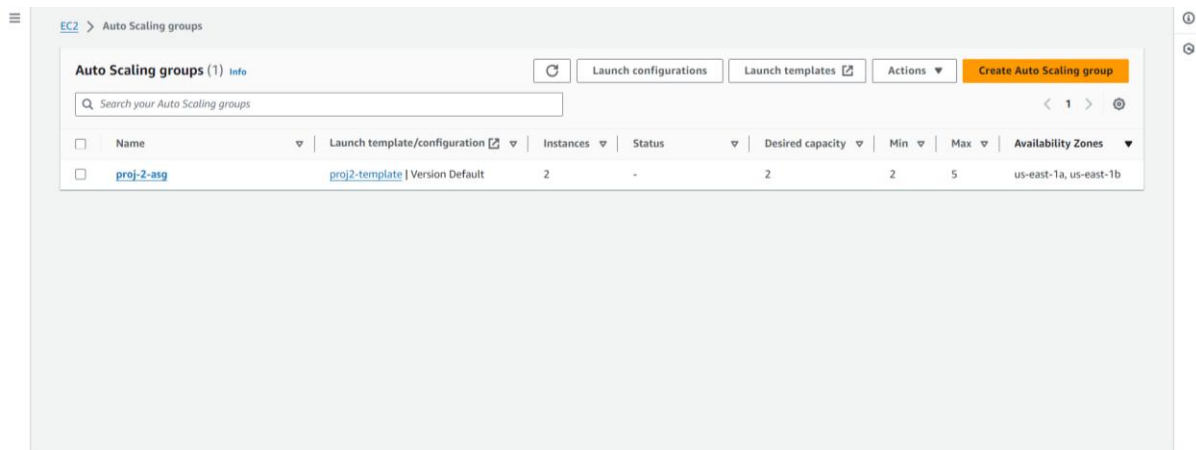 EC2 > Auto Scaling groups
Auto Scaling groups (1) Info
Launch configurations
Launch templates
Actions
Create Auto Scaling group
Search your Auto Scaling groups
< 1 >
Name
Launch template/configuration
Instances
Status
Desired capacity
Min
Max
Availability Zones
proj-2-asg
proj2-template | Version Default
2
-
2
2
5
us-east-1a, us-east-1b